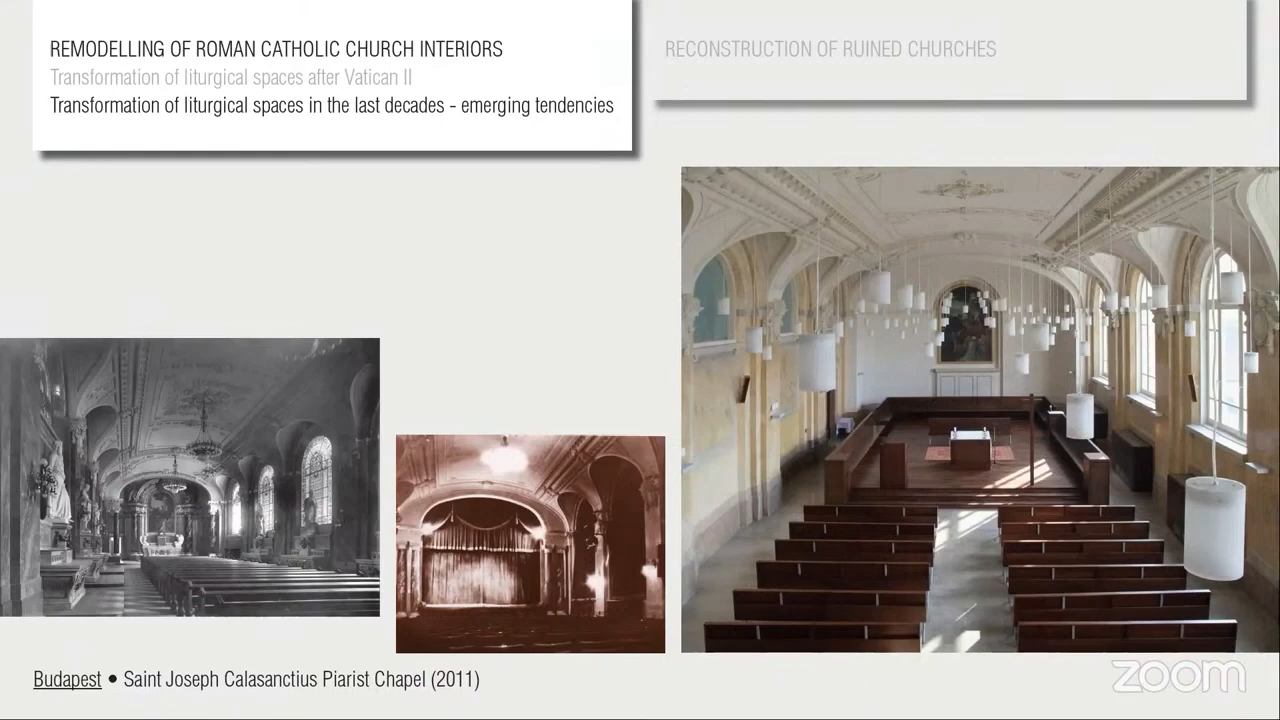 REMODELLING OF ROMAN CATHOLIC CHURCH INTERIORS
Transformation of liturgical spaces after Vatican II
Transformation of liturgical spaces in the last decades - emerging tendencies
RECONSTRUCTION OF RUINED CHURCHES
Budapest • Saint Joseph Calasanctius Piarist Chapel (2011)
zoom